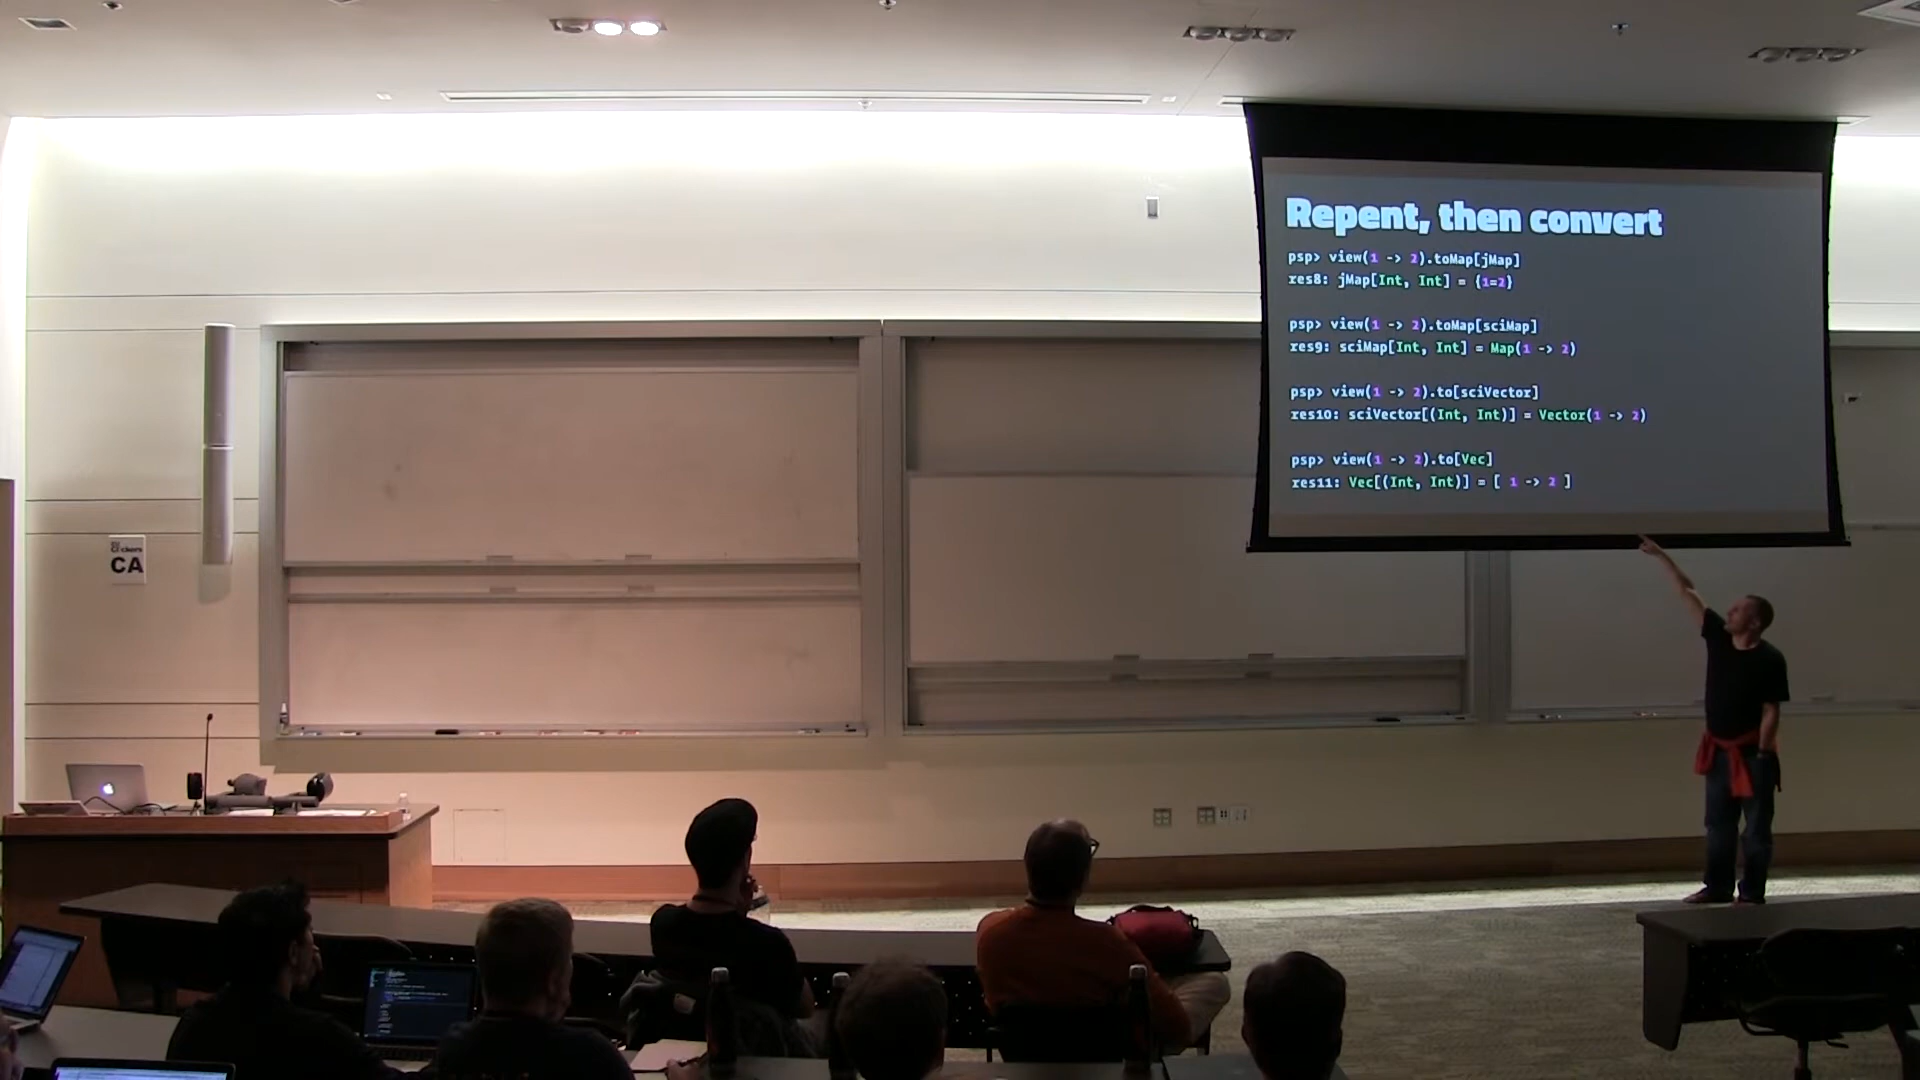 Repent, then convert
psp> view(1 -> 2).toMap[jMap]
res8: jMap[Int, Int] = {1=2}
psp> view(1 -> 2).toMap[sciMap]
res9: sciMap[Int, Int] = Map(1 -> 2)
psp> view(1 -> 2).to[sciVector]
res10: sciVector[(Int, Int)] = Vector(1 -> 2)
psp> view(1 -> 2).to[Vec]
res11: Vec[(Int, Int)] = [ 1 -> 2 ]
CA